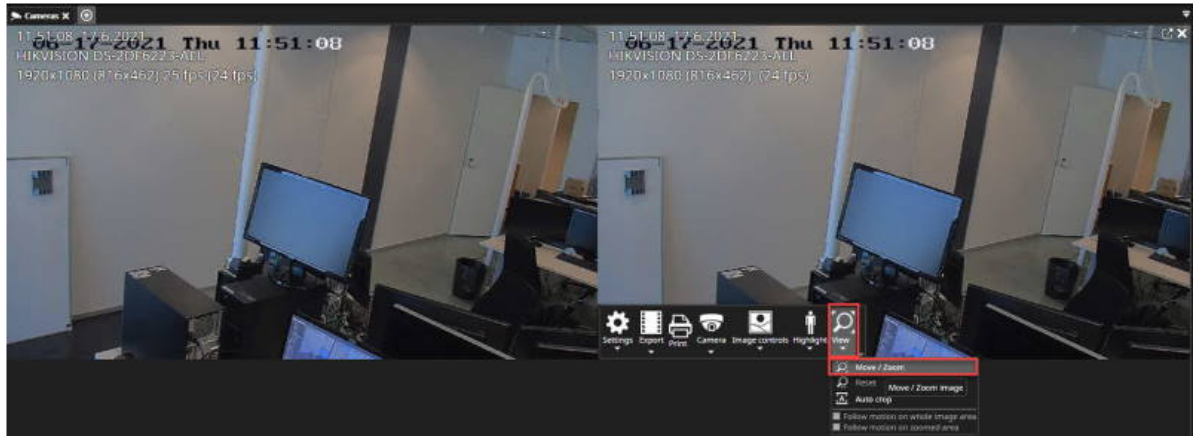 Cameras X
11:51:08 17.6.2021
06-17-2021 Thu 11:51:08
HIKVISION DS-2DF6223-AEL
1920x1080 (816x462) 25 fps (24 fps)
11:51:08 17.6.2021
06-17-2021 Thu 11:51:08
HIKVISION DS-2DF6223-AEL
1920x1080 (816x462), (24 fps)
Settings Export Print Camera Image controls Highlight View
Move / Zoom
Reset
Move / Zoom image
Auto crop
Follow motion on whole image area
Follow motion on zoomed area